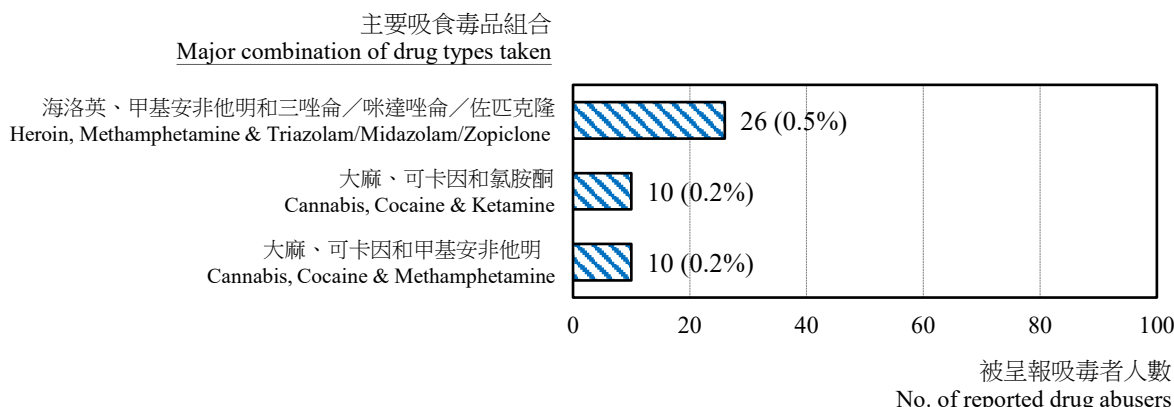 主要吸食毒品組合
Major combination of drug types taken
海洛英、甲基安非他明和三唑侖／咪達唑侖／佐匹克隆
Heroin, Methamphetamine & Triazolam/Midazolam/Zopiclone
26 (0.5%)
大麻、可卡因和氯胺酮
Cannabis, Cocaine & Ketamine
10 (0.2%)
大麻、可卡因和甲基安非他明
Cannabis, Cocaine & Methamphetamine
10 (0.2%)
0 20 40 60 80 100
被呈報吸毒者人數
No. of reported drug abusers